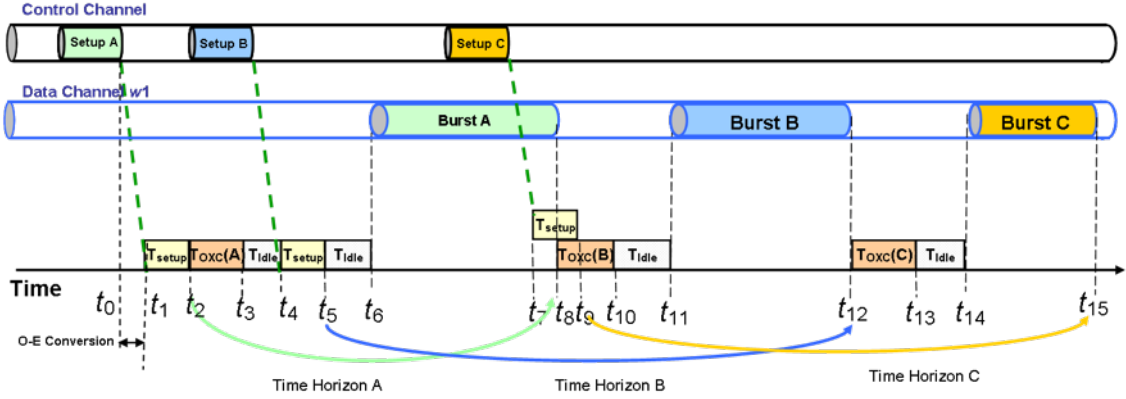 Control Channel
Setup A Setup B Setup C
Data Channel w1
Burst A Burst B Burst C
Tsetup
Tsetup Toxc(A) TIdle Tsetup TIdle Toxc(B) TIdle Toxc(C) TIdle
Time
t0 t1 t2 t3 t4 t5 t6 t7 t8 t9 t10 t11 t12 t13 t14 t15
O-E Conversion
Time Horizon A Time Horizon B Time Horizon C